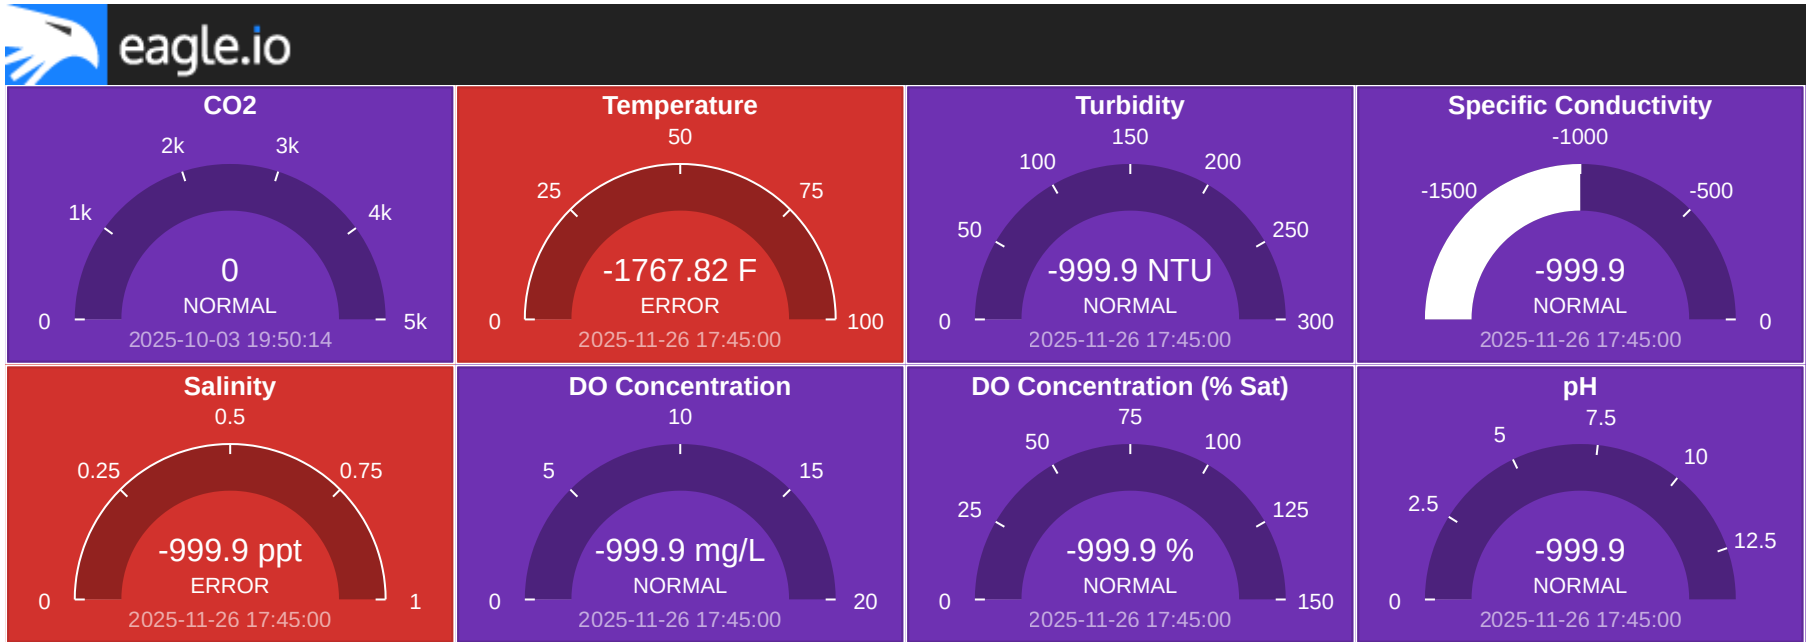 eagle.io
CO2
2k
3k
1k
4k
0
NORMAL
0
5k
2025-10-03 19:50:14
Temperature
50
25
75
-1767.82 F
ERROR
0
100
2025-11-26 17:45:00
Turbidity
150
100
200
50
250
-999.9 NTU
NORMAL
0
300
2025-11-26 17:45:00
Specific Conductivity
-1000
-1500
-500
-999.9
NORMAL
0
2025-11-26 17:45:00
Salinity
0.5
0.25
0.75
-999.9 ppt
ERROR
0
1
2025-11-26 17:45:00
DO Concentration
10
5
15
-999.9 mg/L
NORMAL
0
20
2025-11-26 17:45:00
DO Concentration (% Sat)
75
50
100
25
125
-999.9 %
NORMAL
0
150
2025-11-26 17:45:00
pH
7.5
5
10
2.5
12.5
-999.9
NORMAL
0
2025-11-26 17:45:00